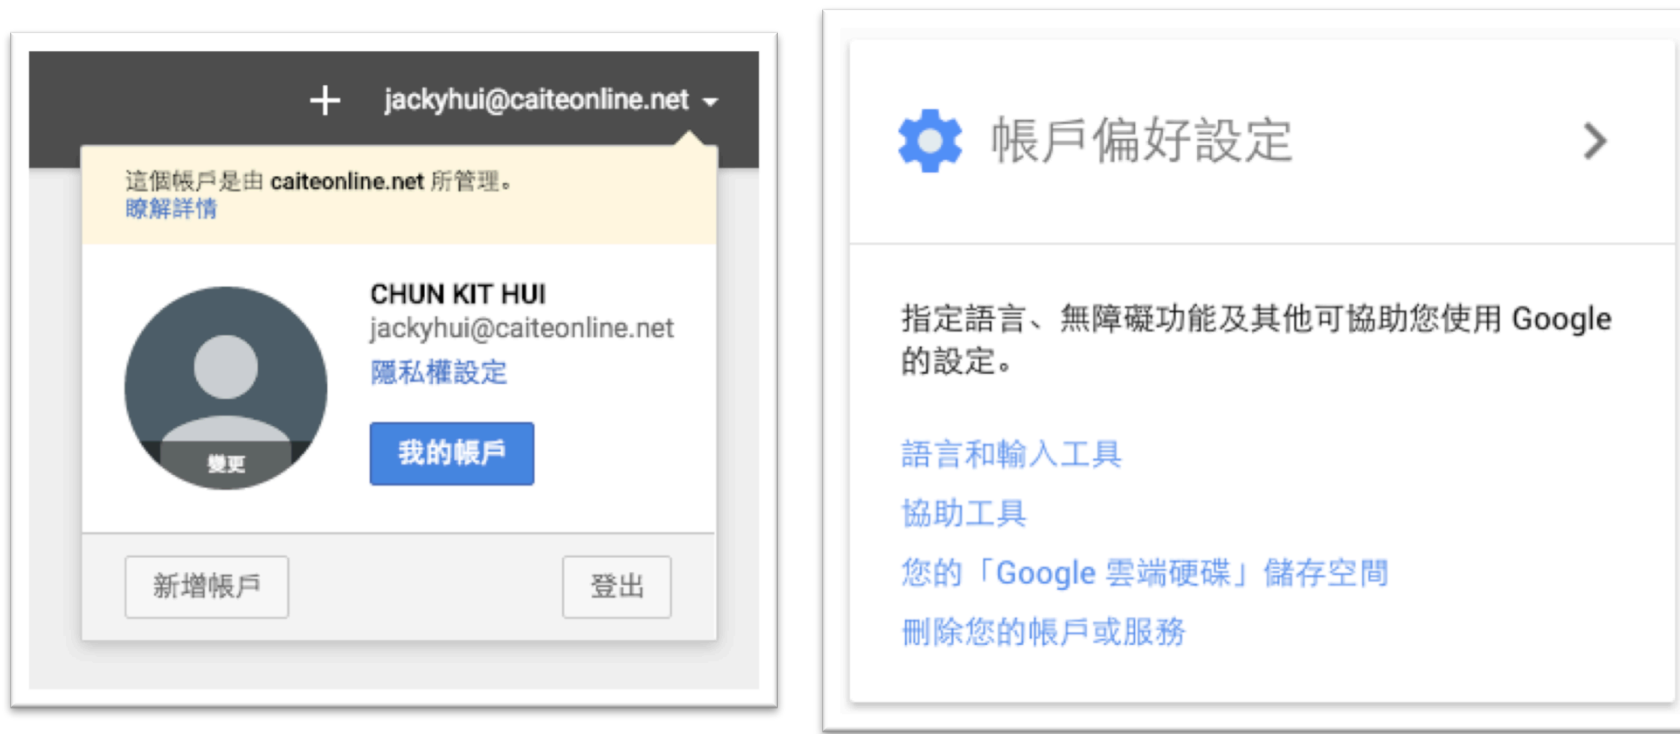 + jackyhui@caiteonline.net
這個帳戶是由 caiteonline.net 所管理。
瞭解詳情
CHUN KIT HUI
jackyhui@caiteonline.net
隱私權設定
我的帳戶
變更
新增帳戶
登出
帳戶偏好設定
指定語言、無障礙功能及其他可協助您使用 Google
的設定。
語言和輸入工具
協助工具
您的「Google 雲端硬碟」儲存空間
刪除您的帳戶或服務